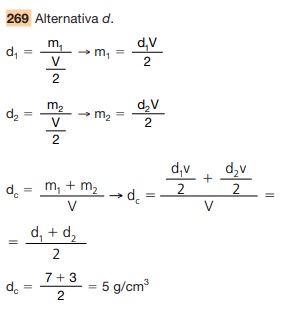 269 Alternativa d.
d₁ = m₁ / (V/2) → m₁ = d₁V/2
d₂ = m₂ / (V/2) → m₂ = d₂V/2
d꜀ = (m₁ + m₂)/V → d꜀ = (d₁v/2 + d₂v/2)/V =
= (d₁ + d₂)/2
d꜀ = (7 + 3)/2 = 5 g/cm³